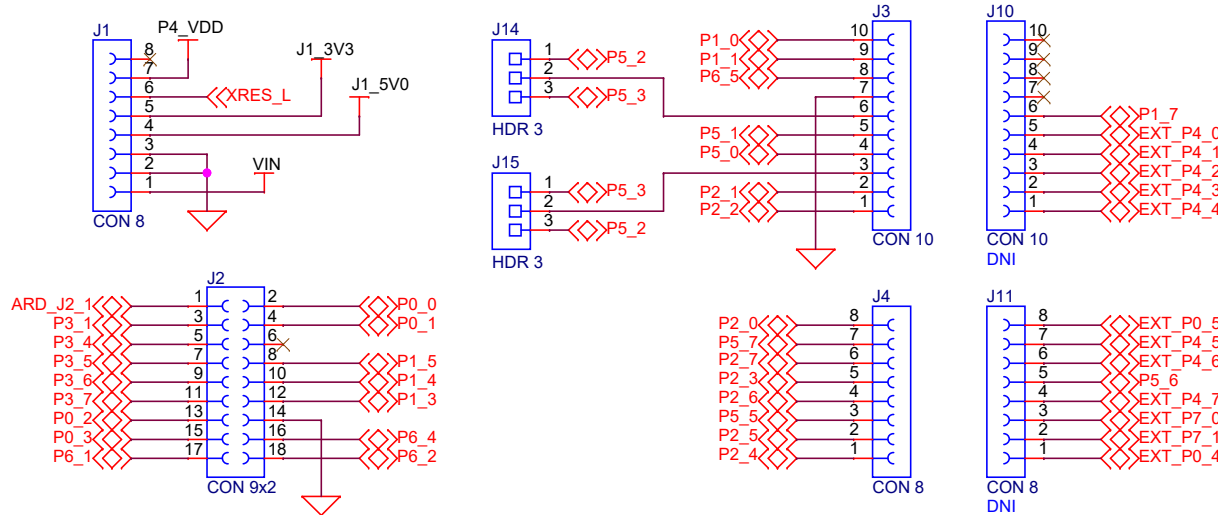 J1
P4_VDD
8
7
6
5
4
3
2
1
XRES_L
J1_3V3
J1_5V0
VIN
CON 8
J14
1
2
3
P5_2
P5_3
HDR 3
J15
1
2
3
P5_3
P5_2
HDR 3
J3
P1_0 10
P1_1 9
P6_5 8
7
6
P5_1 5
P5_0 4
3
P2_1 2
P2_2 1
CON 10
J10
10
9
8
7
6 P1_7
5 EXT_P4_0
4 EXT_P4_1
3 EXT_P4_2
2 EXT_P4_3
1 EXT_P4_4
CON 10
DNI
J2
ARD_J2_1 1 2 P0_0
P3_1 3 4 P0_1
P3_4 5 6
P3_5 7 8 P1_5
P3_6 9 10 P1_4
P3_7 11 12 P1_3
P0_2 13 14
P0_3 15 16 P6_4
P6_1 17 18 P6_2
CON 9x2
J4
P2_0 8
P5_7 7
P2_7 6
P2_3 5
P2_6 4
P5_5 3
P2_5 2
P2_4 1
CON 8
J11
8 EXT_P0_5
7 EXT_P4_5
6 EXT_P4_6
5 P5_6
4 EXT_P4_7
3 EXT_P7_0
2 EXT_P7_1
1 EXT_P0_4
CON 8
DNI